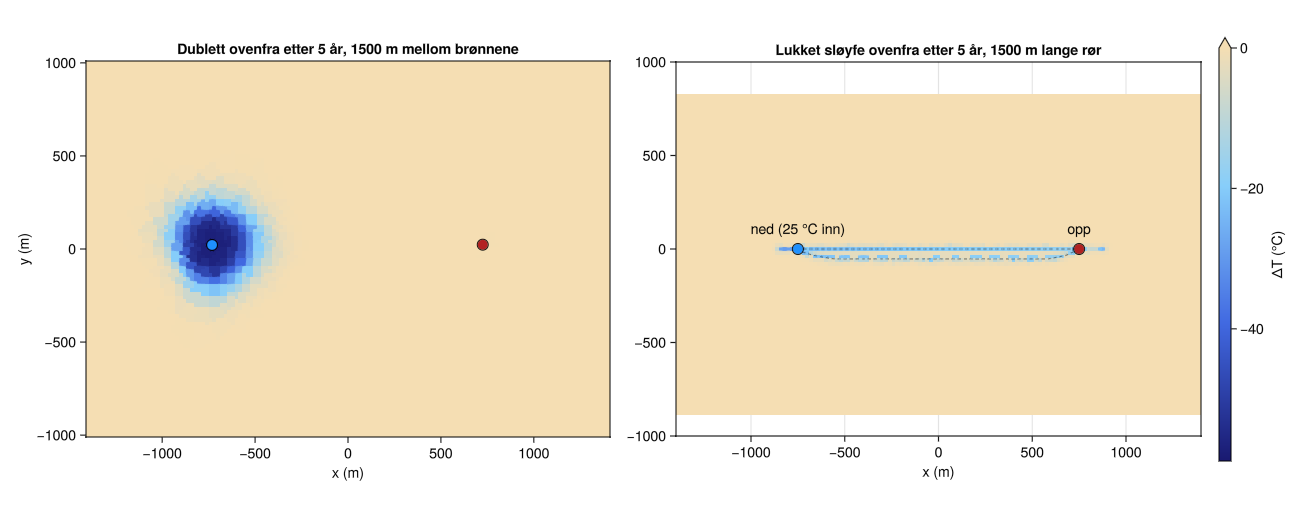 Dublett ovenfra etter 5 år, 1500 m mellom brønnene
1000
500
0
−500
−1000
y (m)
−1000
−500
0
500
1000
x (m)
Lukket sløyfe ovenfra etter 5 år, 1500 m lange rør
1000
500
0
−500
−1000
ned (25 °C inn)
opp
−1000
−500
0
500
1000
x (m)
0
−20
−40
ΔT (°C)